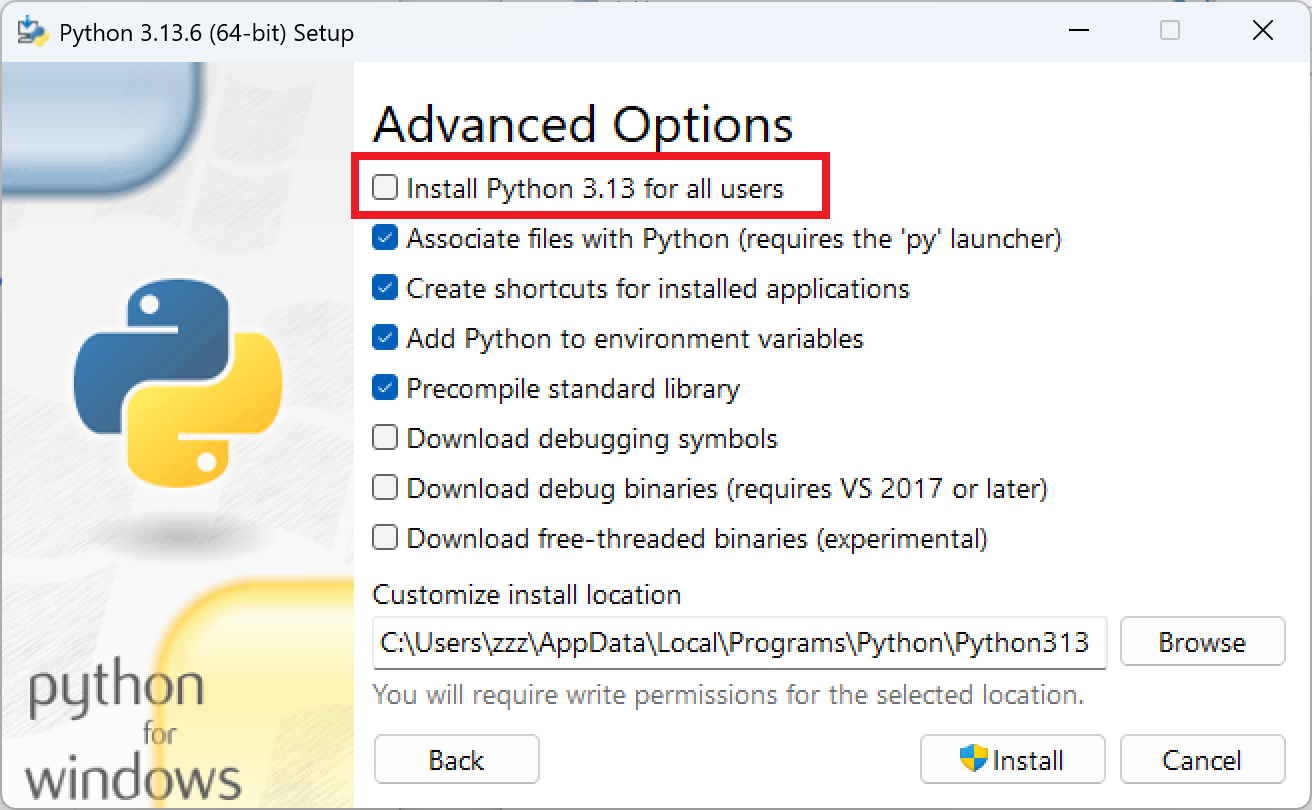 Python 3.13.6 (64-bit) Setup
Advanced Options
Install Python 3.13 for all users
Associate files with Python (requires the 'py' launcher)
Create shortcuts for installed applications
Add Python to environment variables
Precompile standard library
Download debugging symbols
Download debug binaries (requires VS 2017 or later)
Download free-threaded binaries (experimental)
Customize install location
C:\Users\zzz\AppData\Local\Programs\Python\Python313
Browse
You will require write permissions for the selected location.
python
for
windows
Back
Install
Cancel